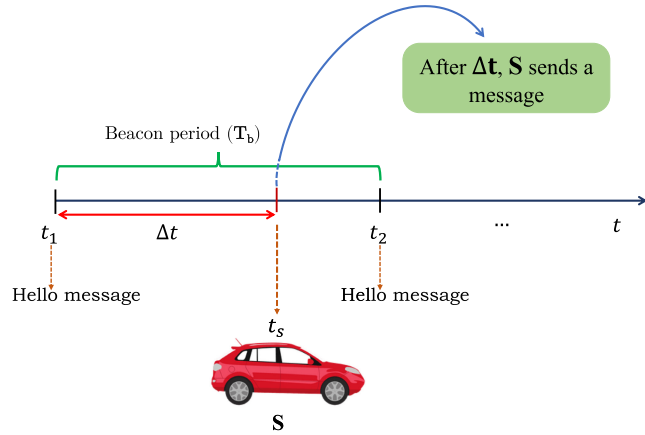 After Δt, S sends a
message
Beacon period (T_b)
t_1
Δt
t_2
...
t
Hello message
Hello message
t_s
S